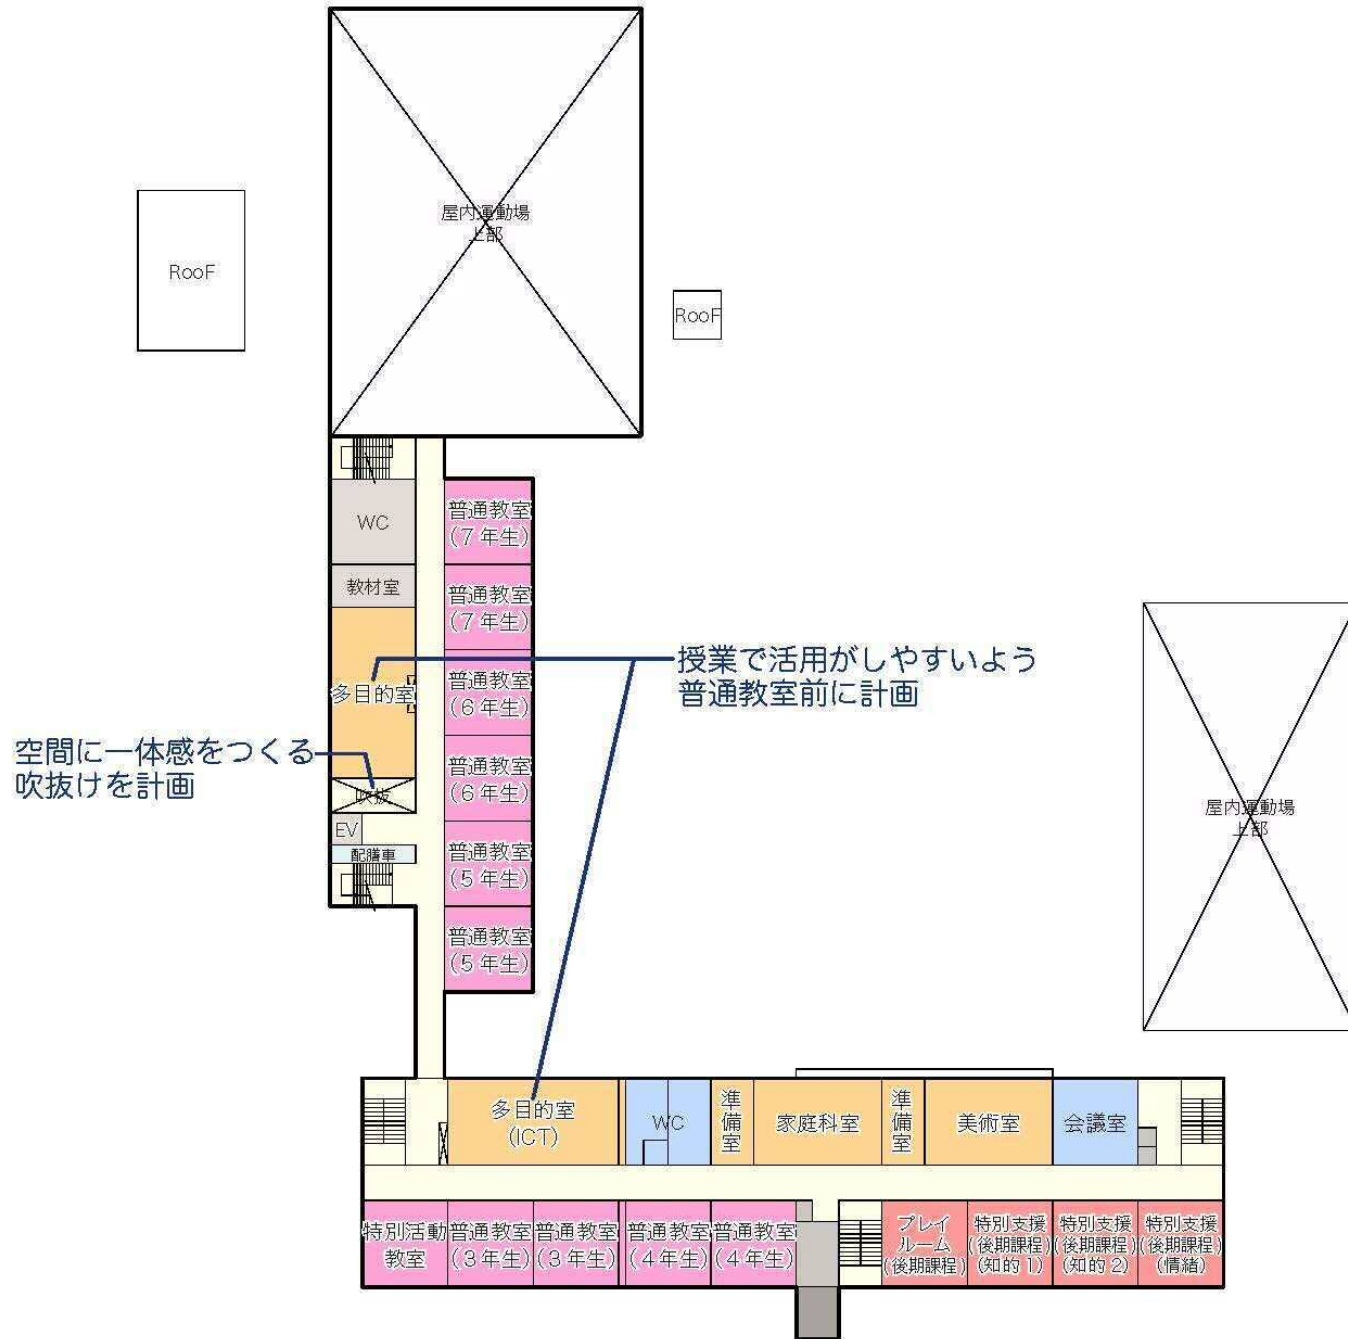 屋内運動場
上部
RooF
RooF
WC
教材室
多目的室
吹抜
EV
配膳車
普通教室
(7年生)
普通教室
(7年生)
普通教室
(6年生)
普通教室
(6年生)
普通教室
(5年生)
普通教室
(5年生)
授業で活用がしやすいよう
普通教室前に計画
空間に一体感をつくる
吹抜けを計画
屋内運動場
上部
多目的室
(ICT)
WC
準備室
家庭科室
準備室
美術室
会議室
特別活動
教室
普通教室
(3年生)
普通教室
(3年生)
普通教室
(4年生)
普通教室
(4年生)
プレイ
ルーム
(後期課程)
特別支援
(後期課程)
(知的1)
特別支援
(後期課程)
(知的2)
特別支援
(後期課程)
(情緒)